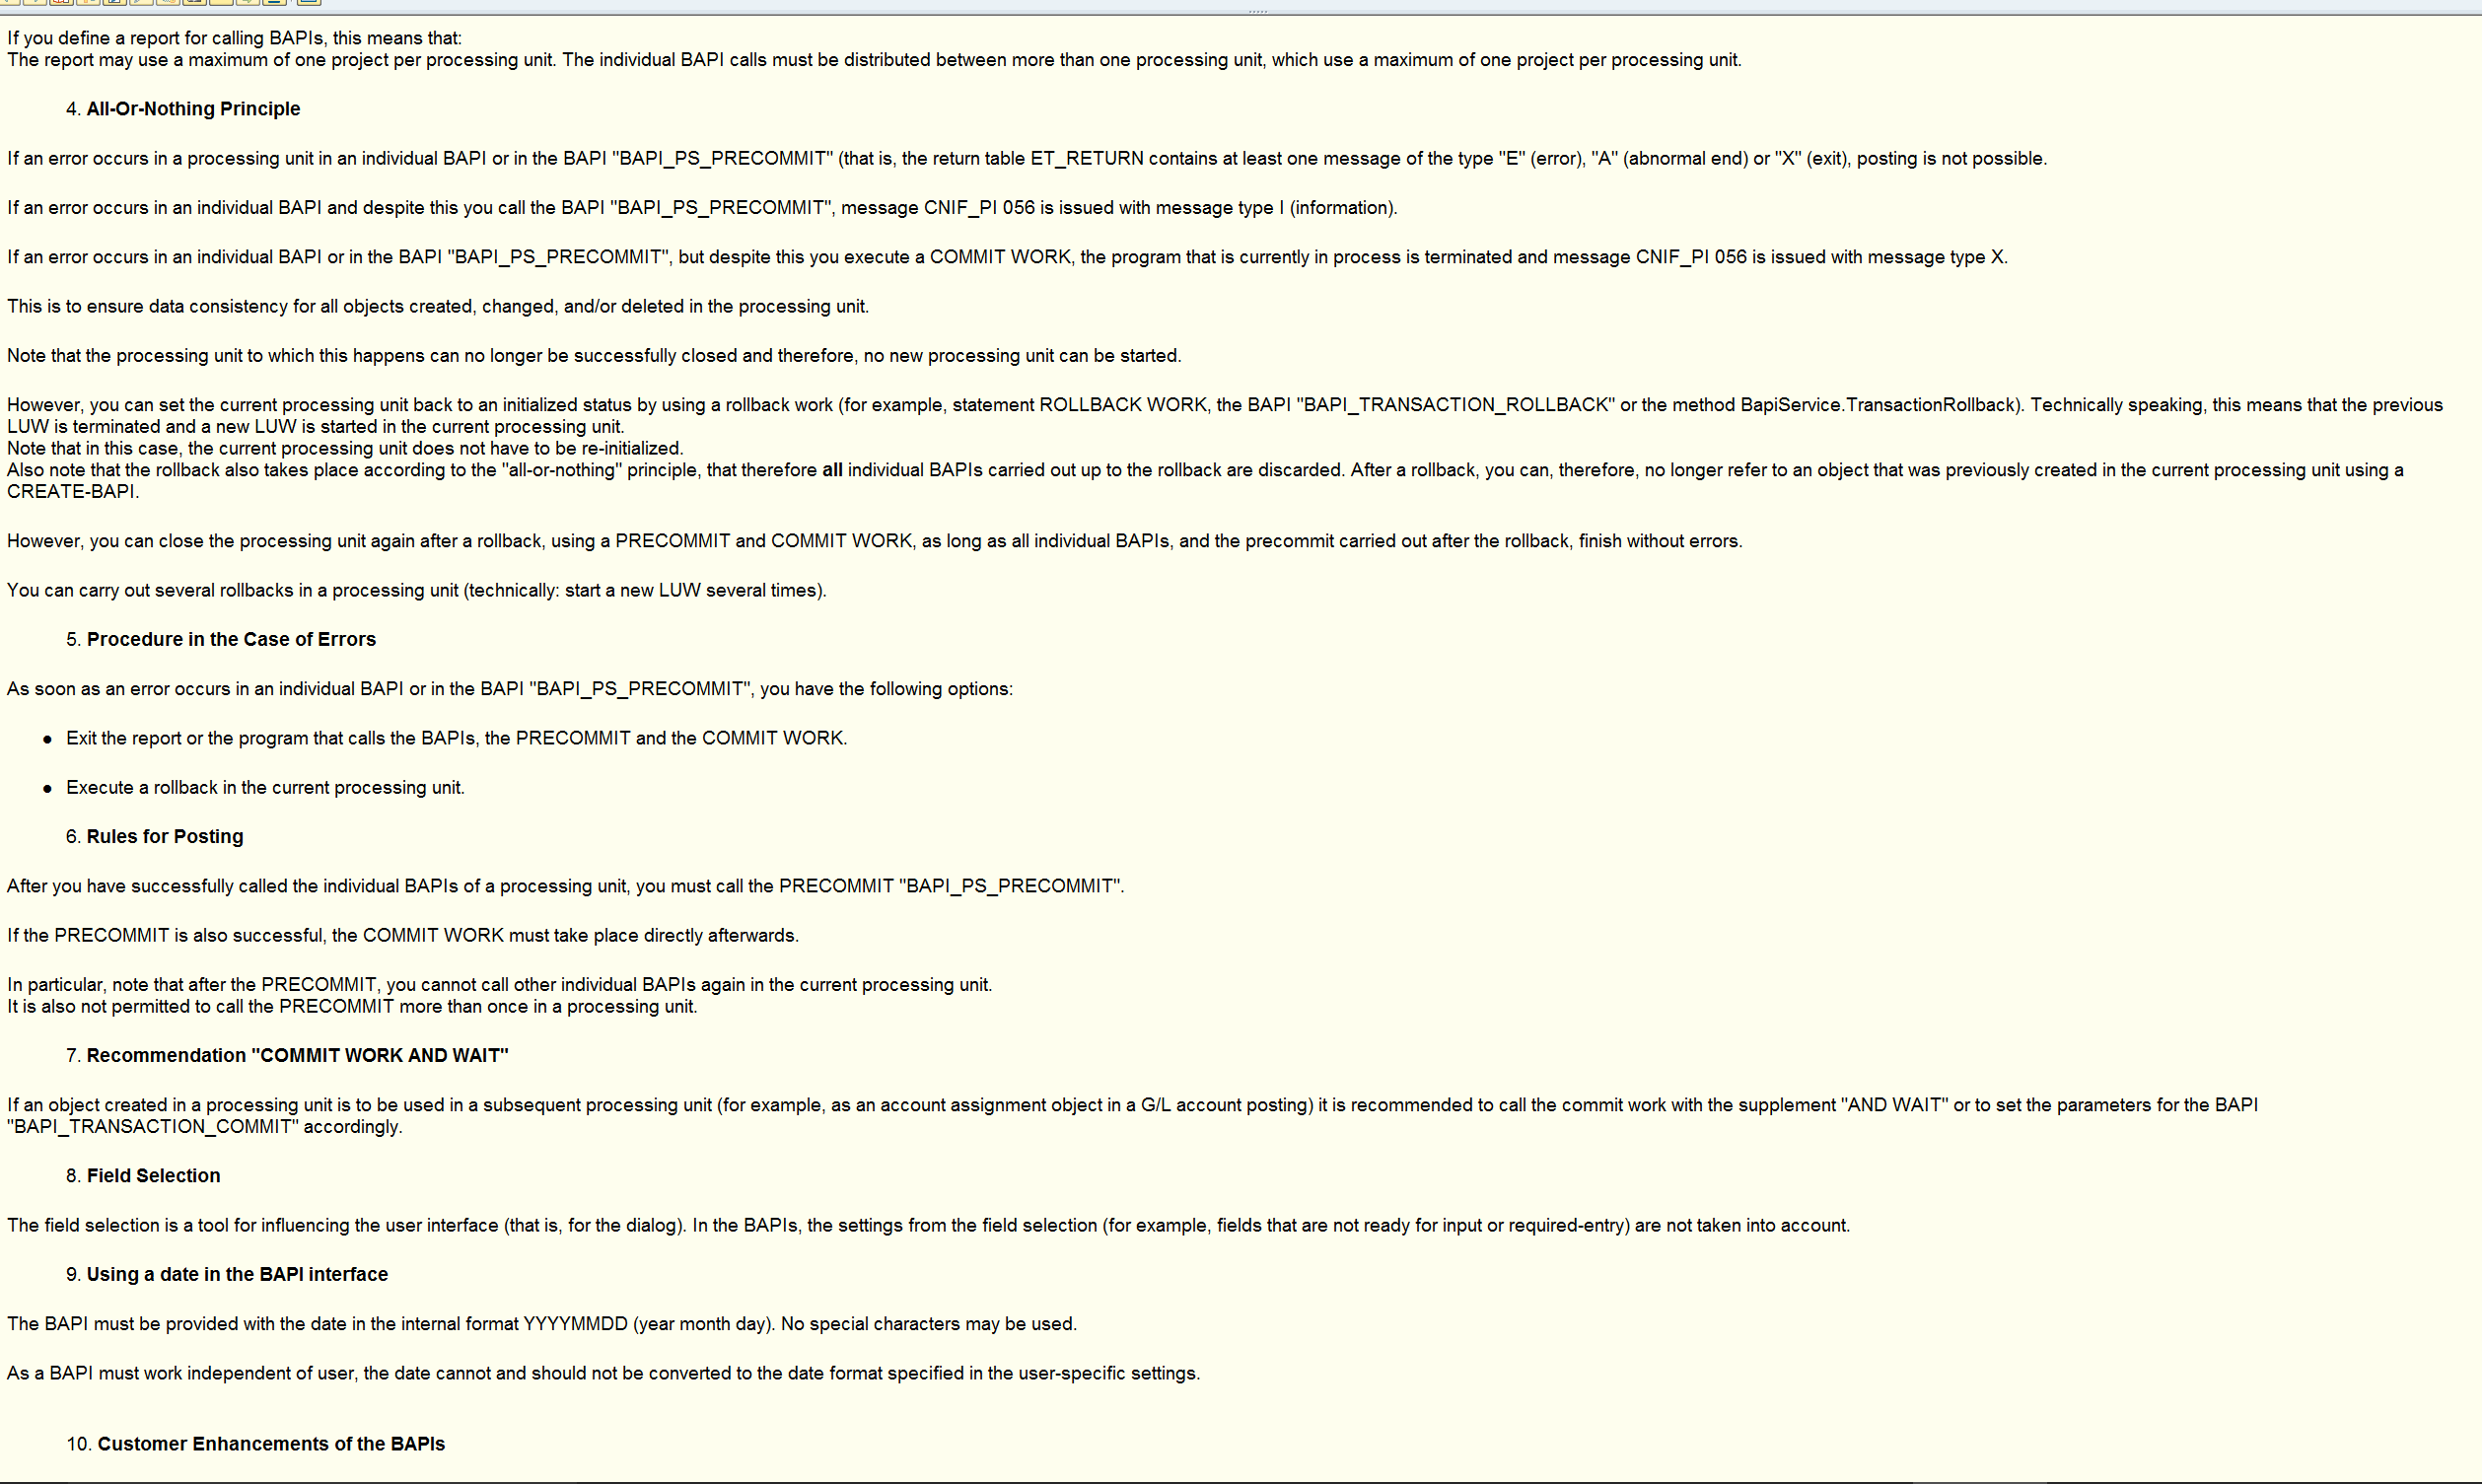 If you define a report for calling BAPIs, this means that:
The report may use a maximum of one project per processing unit. The individual BAPI calls must be distributed between more than one processing unit, which use a maximum of one project per processing unit.
4. All-Or-Nothing Principle
If an error occurs in a processing unit in an individual BAPI or in the BAPI "BAPI_PS_PRECOMMIT" (that is, the return table ET_RETURN contains at least one message of the type "E" (error), "A" (abnormal end) or "X" (exit), posting is not possible.
If an error occurs in an individual BAPI and despite this you call the BAPI "BAPI_PS_PRECOMMIT", message CNIF_PI 056 is issued with message type I (information).
If an error occurs in an individual BAPI or in the BAPI "BAPI_PS_PRECOMMIT", but despite this you execute a COMMIT WORK, the program that is currently in process is terminated and message CNIF_PI 056 is issued with message type X.
This is to ensure data consistency for all objects created, changed, and/or deleted in the processing unit.
Note that the processing unit to which this happens can no longer be successfully closed and therefore, no new processing unit can be started.
However, you can set the current processing unit back to an initialized status by using a rollback work (for example, statement ROLLBACK WORK, the BAPI "BAPI_TRANSACTION_ROLLBACK" or the method BapiService.TransactionRollback). Technically speaking, this means that the previous
LUW is terminated and a new LUW is started in the current processing unit.
Note that in this case, the current processing unit does not have to be re-initialized.
Also note that the rollback also takes place according to the "all-or-nothing" principle, that therefore all individual BAPIs carried out up to the rollback are discarded. After a rollback, you can, therefore, no longer refer to an object that was previously created in the current processing unit using a
CREATE-BAPI.
However, you can close the processing unit again after a rollback, using a PRECOMMIT and COMMIT WORK, as long as all individual BAPIs, and the precommit carried out after the rollback, finish without errors.
You can carry out several rollbacks in a processing unit (technically: start a new LUW several times).
5. Procedure in the Case of Errors
As soon as an error occurs in an individual BAPI or in the BAPI "BAPI_PS_PRECOMMIT", you have the following options:
● Exit the report or the program that calls the BAPIs, the PRECOMMIT and the COMMIT WORK.
● Execute a rollback in the current processing unit.
6. Rules for Posting
After you have successfully called the individual BAPIs of a processing unit, you must call the PRECOMMIT "BAPI_PS_PRECOMMIT".
If the PRECOMMIT is also successful, the COMMIT WORK must take place directly afterwards.
In particular, note that after the PRECOMMIT, you cannot call other individual BAPIs again in the current processing unit.
It is also not permitted to call the PRECOMMIT more than once in a processing unit.
7. Recommendation "COMMIT WORK AND WAIT"
If an object created in a processing unit is to be used in a subsequent processing unit (for example, as an account assignment object in a G/L account posting) it is recommended to call the commit work with the supplement "AND WAIT" or to set the parameters for the BAPI
"BAPI_TRANSACTION_COMMIT" accordingly.
8. Field Selection
The field selection is a tool for influencing the user interface (that is, for the dialog). In the BAPIs, the settings from the field selection (for example, fields that are not ready for input or required-entry) are not taken into account.
9. Using a date in the BAPI interface
The BAPI must be provided with the date in the internal format YYYYMMDD (year month day). No special characters may be used.
As a BAPI must work independent of user, the date cannot and should not be converted to the date format specified in the user-specific settings.
10. Customer Enhancements of the BAPIs